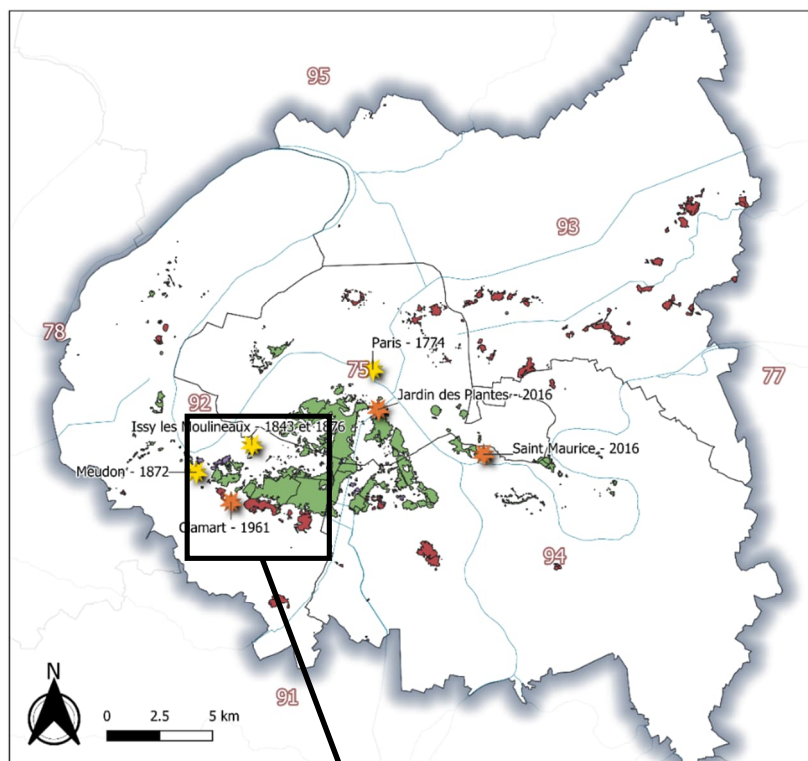 95
93
78
Paris - 1774
75
77
Jardin des Plantes - 2016
92
Issy les Moulineaux - 1843 et 1876
Saint Maurice - 2016
Meudon - 1872
Clamart - 1961
94
N
91
0 2.5 5 km